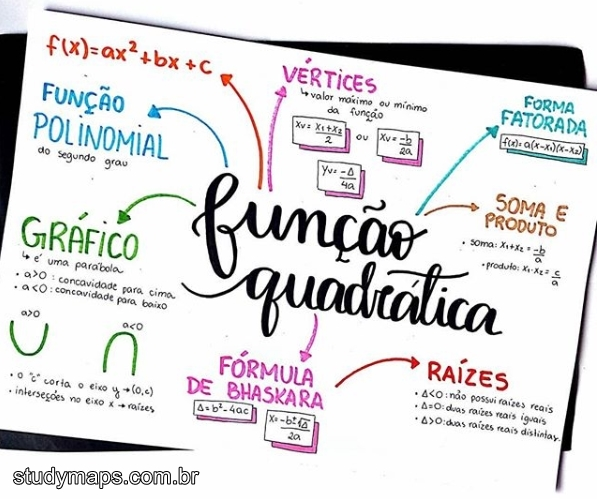 f(x)=ax²+bx+c
FUNÇÃO
POLINOMIAL
do segundo grau
VÉRTICES
↳ valor máximo ou mínimo
da função
Xv = X₁+X₂/2 ou Xv = -b/2a
Yv = -Δ/4a
FORMA
FATORADA
f(x)=a(x-x₁)(x-x₂)
SOMA E
PRODUTO
• soma: X₁+X₂ = -b/a
• produto: X₁·X₂ = c/a
função
quadrática
GRÁFICO
↳ é uma parábola
• a>0 : concavidade para cima
• a<0 : concavidade para baixo
a>0
a<0
• o "c" corta o eixo y → (0,c)
• interseções no eixo x → raízes
FÓRMULA
DE BHASKARA
Δ = b² - 4ac
X = -b±√Δ/2a
RAÍZES
• Δ<0: não possui raízes reais
• Δ=0: duas raízes reais iguais
• Δ>0: duas raízes reais distintas.
studymaps.com.br